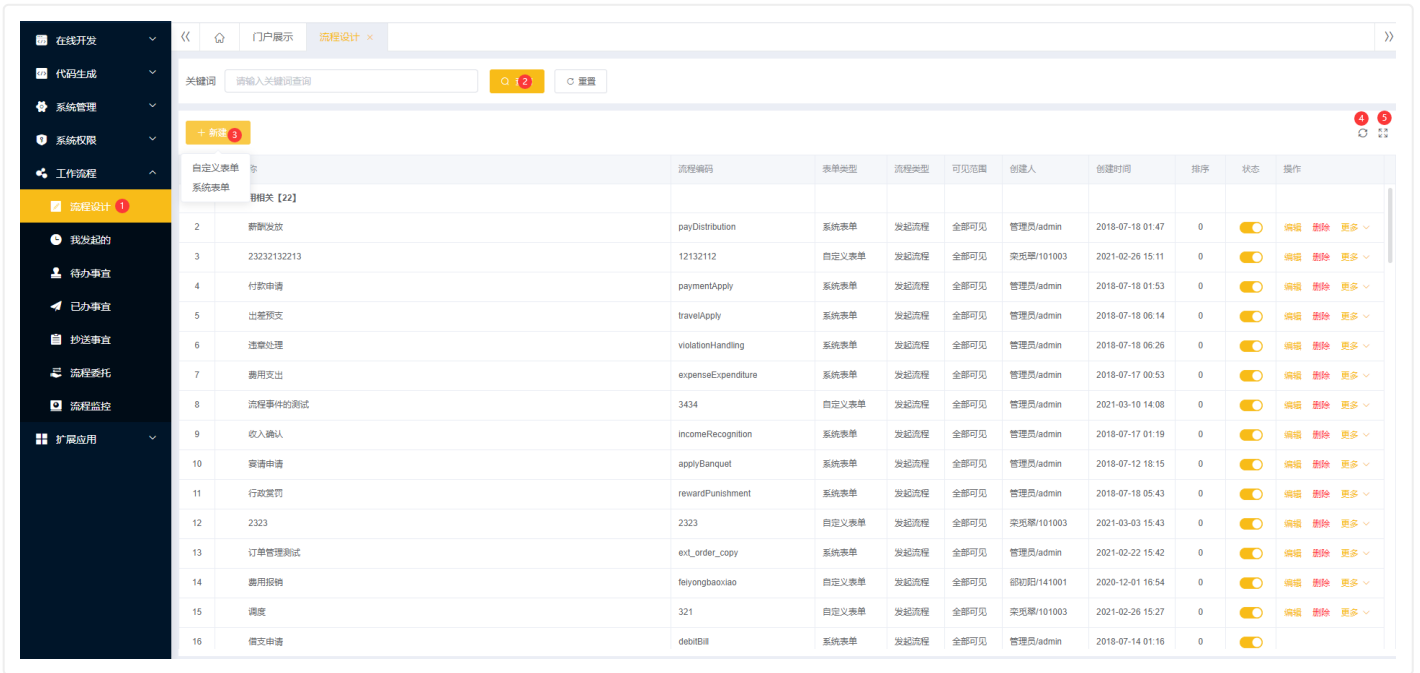 在线开发
代码生成
系统管理
系统权限
工作流程
流程设计 1
我发起的
待办事宜
已办事宜
抄送事宜
流程委托
流程监控
扩展应用
门户展示 流程设计 ×
关键词 请输入关键词查询 2 重置
+ 新建 3 4 5
自定义表单
系统表单
流程编码 表单类型 流程类型 可见范围 创建人 创建时间 排序 状态 操作
用相关【22】
2 薪酬发放 payDistribution 系统表单 发起流程 全部可见 管理员/admin 2018-07-18 01:47 0 编辑 删除 更多
3 23232132213 12132112 自定义表单 发起流程 全部可见 栾觅翠/101003 2021-02-26 15:11 0 编辑 删除 更多
4 付款申请 paymentApply 系统表单 发起流程 全部可见 管理员/admin 2018-07-18 01:53 0 编辑 删除 更多
5 出差预支 travelApply 系统表单 发起流程 全部可见 管理员/admin 2018-07-18 06:14 0 编辑 删除 更多
6 违章处理 violationHandling 系统表单 发起流程 全部可见 管理员/admin 2018-07-18 06:26 0 编辑 删除 更多
7 费用支出 expenseExpenditure 系统表单 发起流程 全部可见 管理员/admin 2018-07-17 00:53 0 编辑 删除 更多
8 流程事件的测试 3434 自定义表单 发起流程 全部可见 管理员/admin 2021-03-10 14:08 0 编辑 删除 更多
9 收入确认 incomeRecognition 系统表单 发起流程 全部可见 管理员/admin 2018-07-17 01:19 0 编辑 删除 更多
10 宴请申请 applyBanquet 系统表单 发起流程 全部可见 管理员/admin 2018-07-12 18:15 0 编辑 删除 更多
11 行政赏罚 rewardPunishment 系统表单 发起流程 全部可见 管理员/admin 2018-07-18 05:43 0 编辑 删除 更多
12 2323 2323 自定义表单 发起流程 全部可见 栾觅翠/101003 2021-03-03 15:43 0 编辑 删除 更多
13 订单管理测试 ext_order_copy 系统表单 发起流程 全部可见 管理员/admin 2021-02-22 15:42 0 编辑 删除 更多
14 费用报销 feiyongbaoxiao 自定义表单 发起流程 全部可见 郤初阳/141001 2020-12-01 16:54 0 编辑 删除 更多
15 调度 321 自定义表单 发起流程 全部可见 栾觅翠/101003 2021-02-26 15:27 0 编辑 删除 更多
16 借支申请 debitBill 系统表单 发起流程 全部可见 管理员/admin 2018-07-14 01:16 0